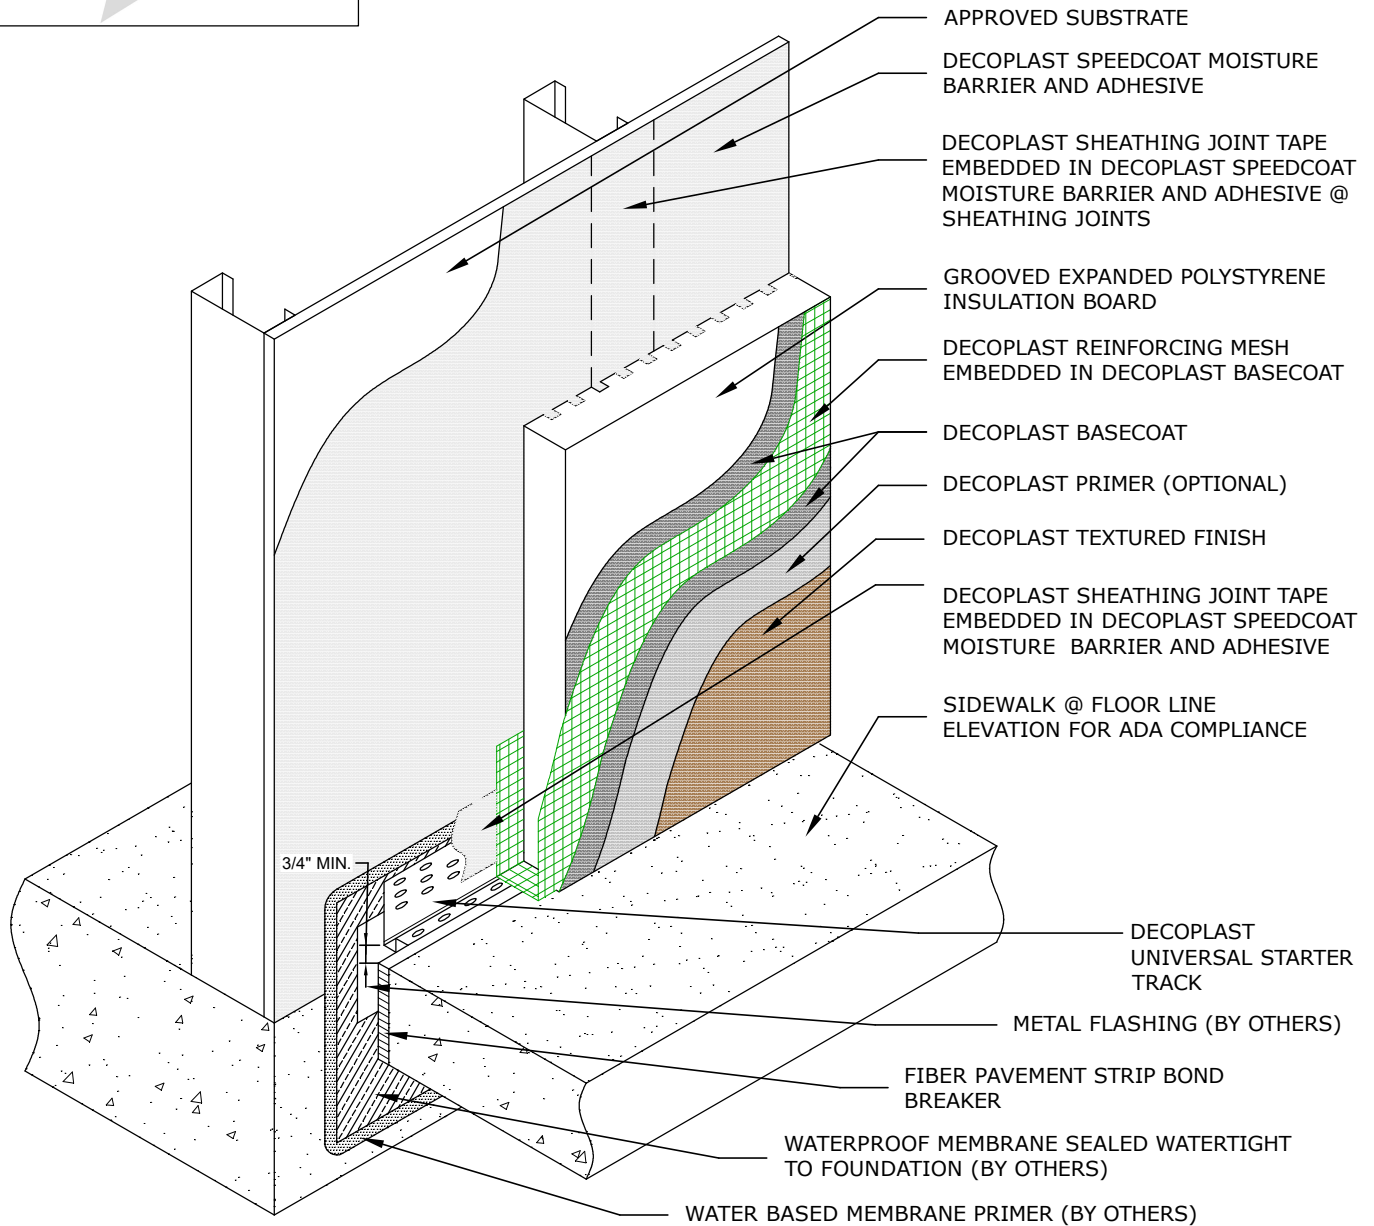 APPROVED SUBSTRATE
DECOPLAST SPEEDCOAT MOISTURE
BARRIER AND ADHESIVE
DECOPLAST SHEATHING JOINT TAPE
EMBEDDED IN DECOPLAST SPEEDCOAT
MOISTURE BARRIER AND ADHESIVE @
SHEATHING JOINTS
GROOVED EXPANDED POLYSTYRENE
INSULATION BOARD
DECOPLAST REINFORCING MESH
EMBEDDED IN DECOPLAST BASECOAT
DECOPLAST BASECOAT
DECOPLAST PRIMER (OPTIONAL)
DECOPLAST TEXTURED FINISH
DECOPLAST SHEATHING JOINT TAPE
EMBEDDED IN DECOPLAST SPEEDCOAT
MOISTURE BARRIER AND ADHESIVE
SIDEWALK @ FLOOR LINE
ELEVATION FOR ADA COMPLIANCE
3/4" MIN.
DECOPLAST
UNIVERSAL STARTER
TRACK
METAL FLASHING (BY OTHERS)
FIBER PAVEMENT STRIP BOND
BREAKER
WATERPROOF MEMBRANE SEALED WATERTIGHT
TO FOUNDATION (BY OTHERS)
WATER BASED MEMBRANE PRIMER (BY OTHERS)